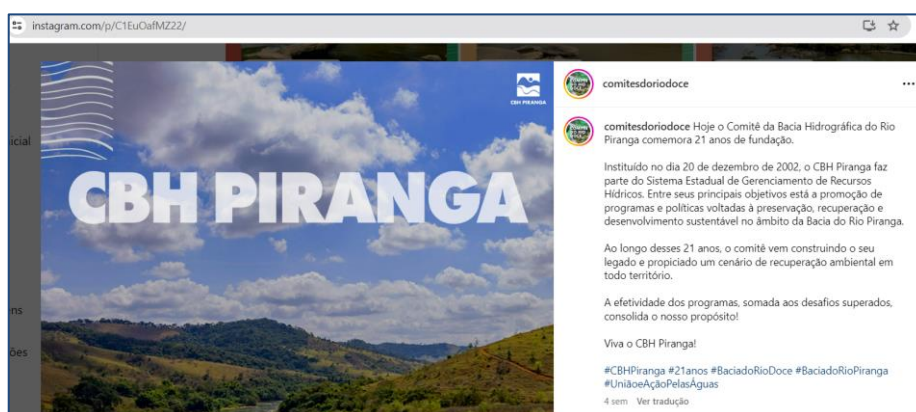 instagram.com/p/C1EuOafMZ22/
CBH PIRANGA
CBH PIRANGA
icial
ns
ões
comitesdoriodoce
comitesdoriodoce Hoje o Comitê da Bacia Hidrográfica do Rio
Piranga comemora 21 anos de fundação.
Instituído no dia 20 de dezembro de 2002, o CBH Piranga faz
parte do Sistema Estadual de Gerenciamento de Recursos
Hídricos. Entre seus principais objetivos está a promoção de
programas e políticas voltadas à preservação, recuperação e
desenvolvimento sustentável no âmbito da Bacia do Rio Piranga.
Ao longo desses 21 anos, o comitê vem construindo o seu
legado e propiciado um cenário de recuperação ambiental em
todo território.
A efetividade dos programas, somada aos desafios superados,
consolida o nosso propósito!
Viva o CBH Piranga!
#CBHPiranga #21anos #BaciadoRioDoce #BaciadoRioPiranga
#UniãoeAçãoPelasÁguas
4 sem Ver tradução